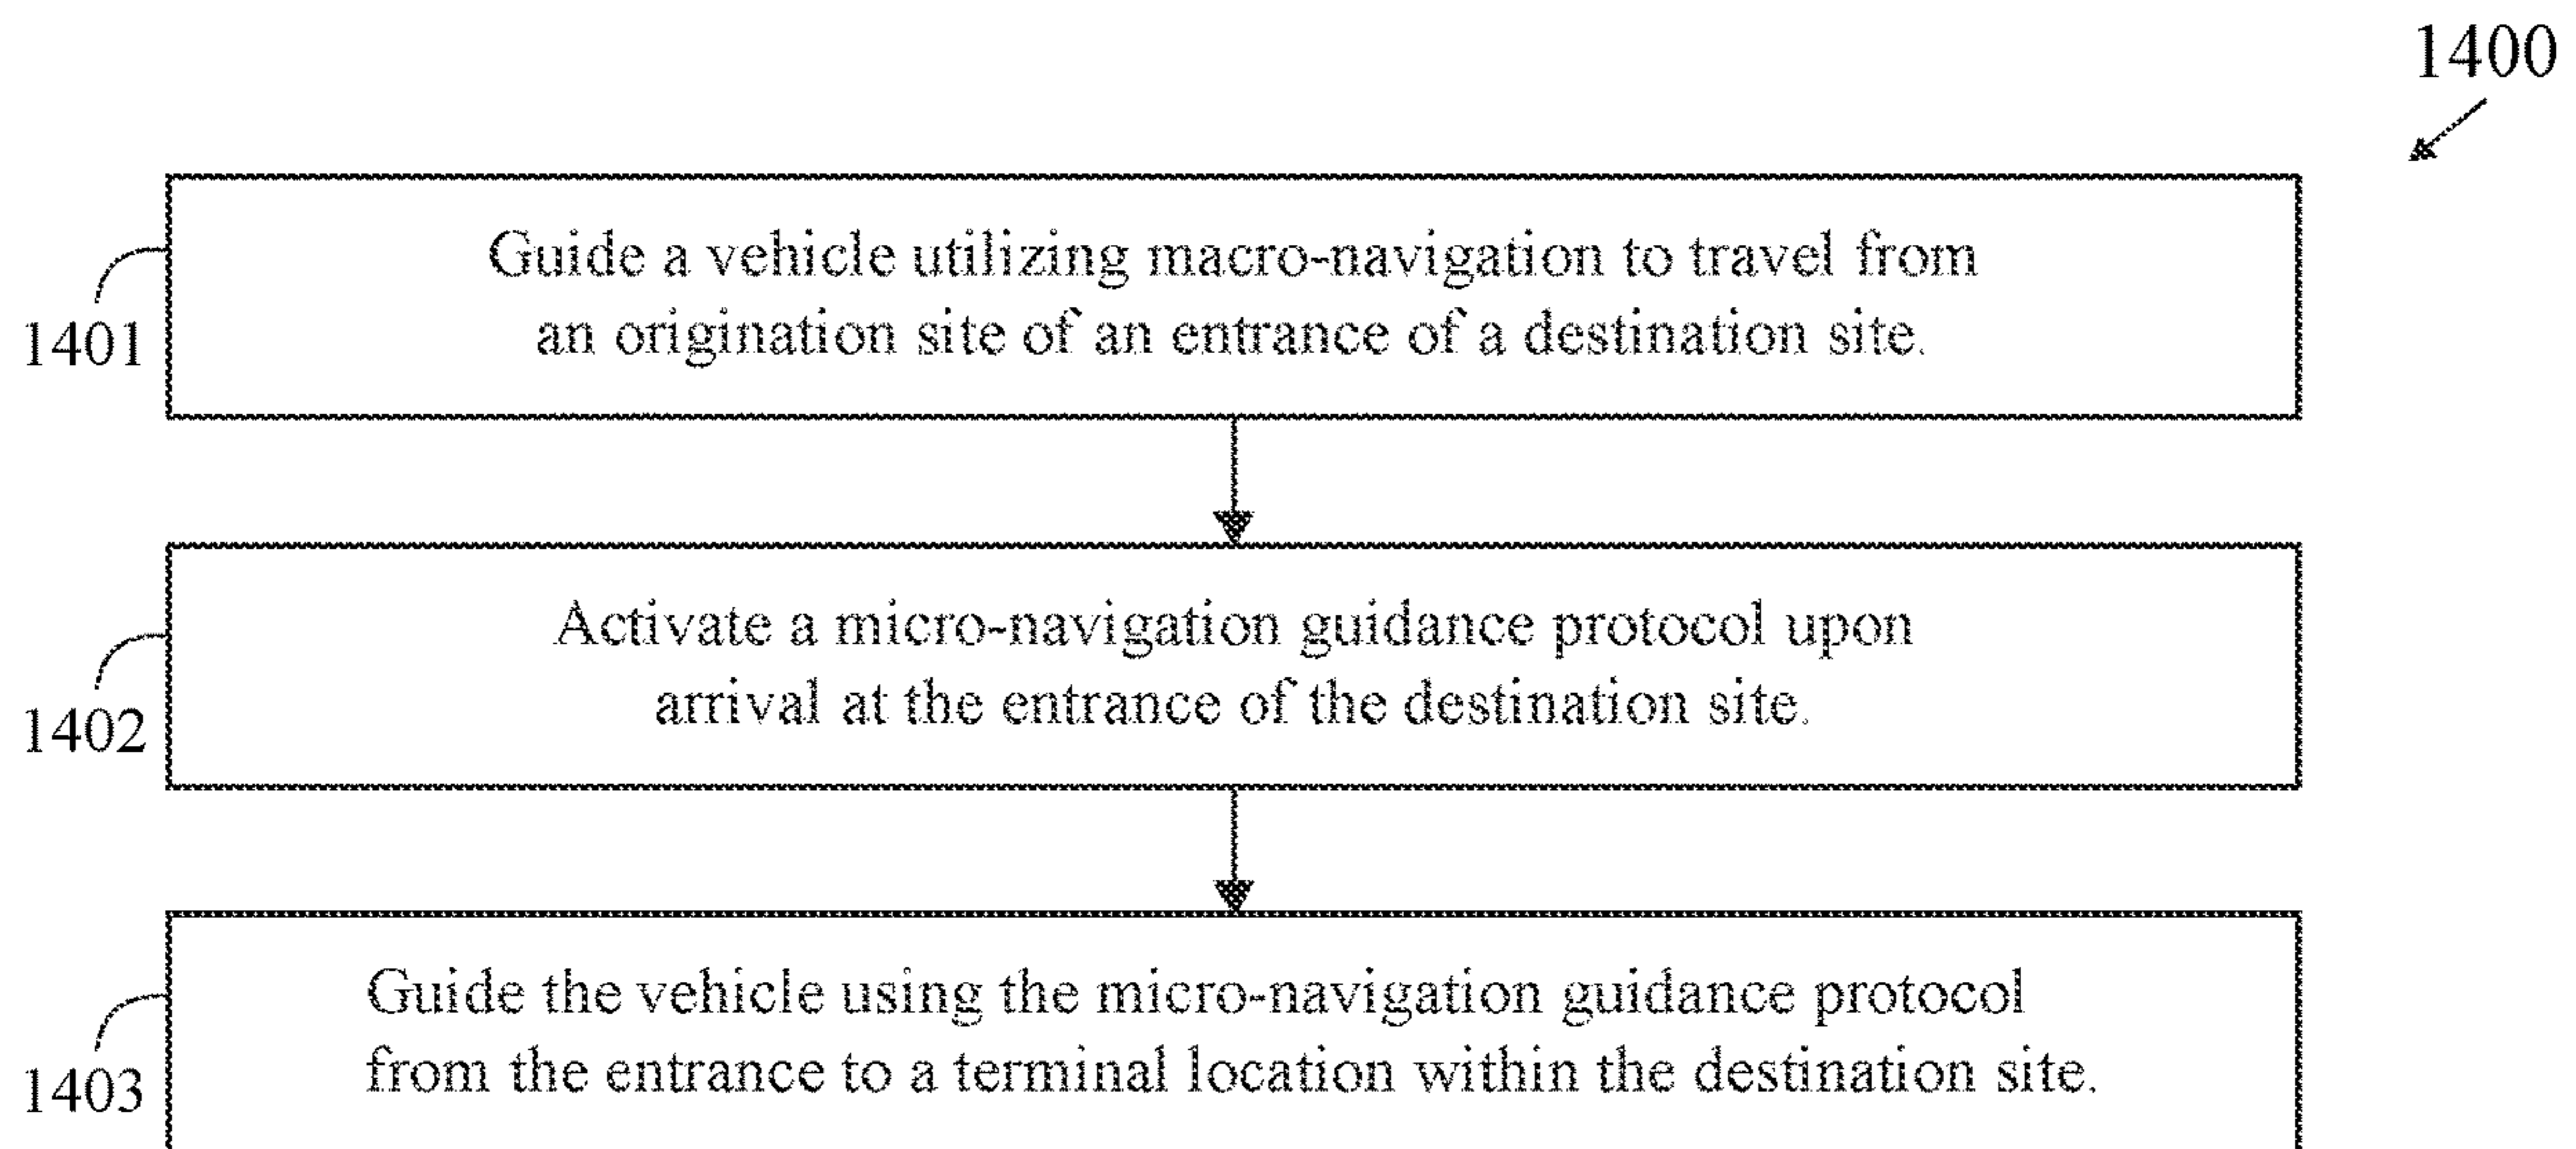 1400
Guide a vehicle utilizing macro-navigation to travel from
an origination site of an entrance of a destination site.
1401
Activate a micro-navigation guidance protocol upon
arrival at the entrance of the destination site.
1402
Guide the vehicle using the micro-navigation guidance protocol
from the entrance to a terminal location within the destination site.
1403